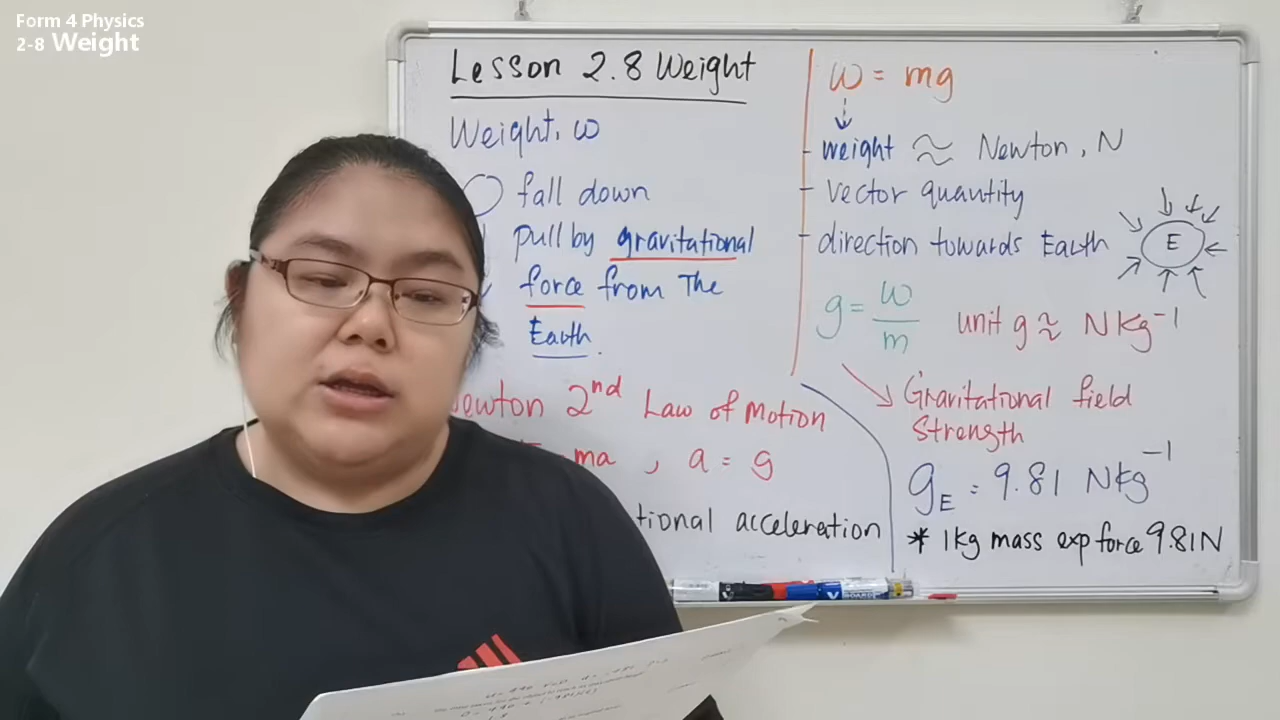 Form 4 Physics
2-8 Weight
Lesson 2.8 Weight
Weight, ω
fall down
pull by gravitational
force from The
Earth.
Newton 2nd Law of Motion
ma , a = g
tional acceleration
ω = mg
- weight ≈ Newton, N
- vector quantity
- direction towards Earth
E
g = ω/m unit g ≈ N kg⁻¹
Gravitational field
Strength
gE = 9.81 N kg⁻¹
* 1kg mass exp force 9.81N